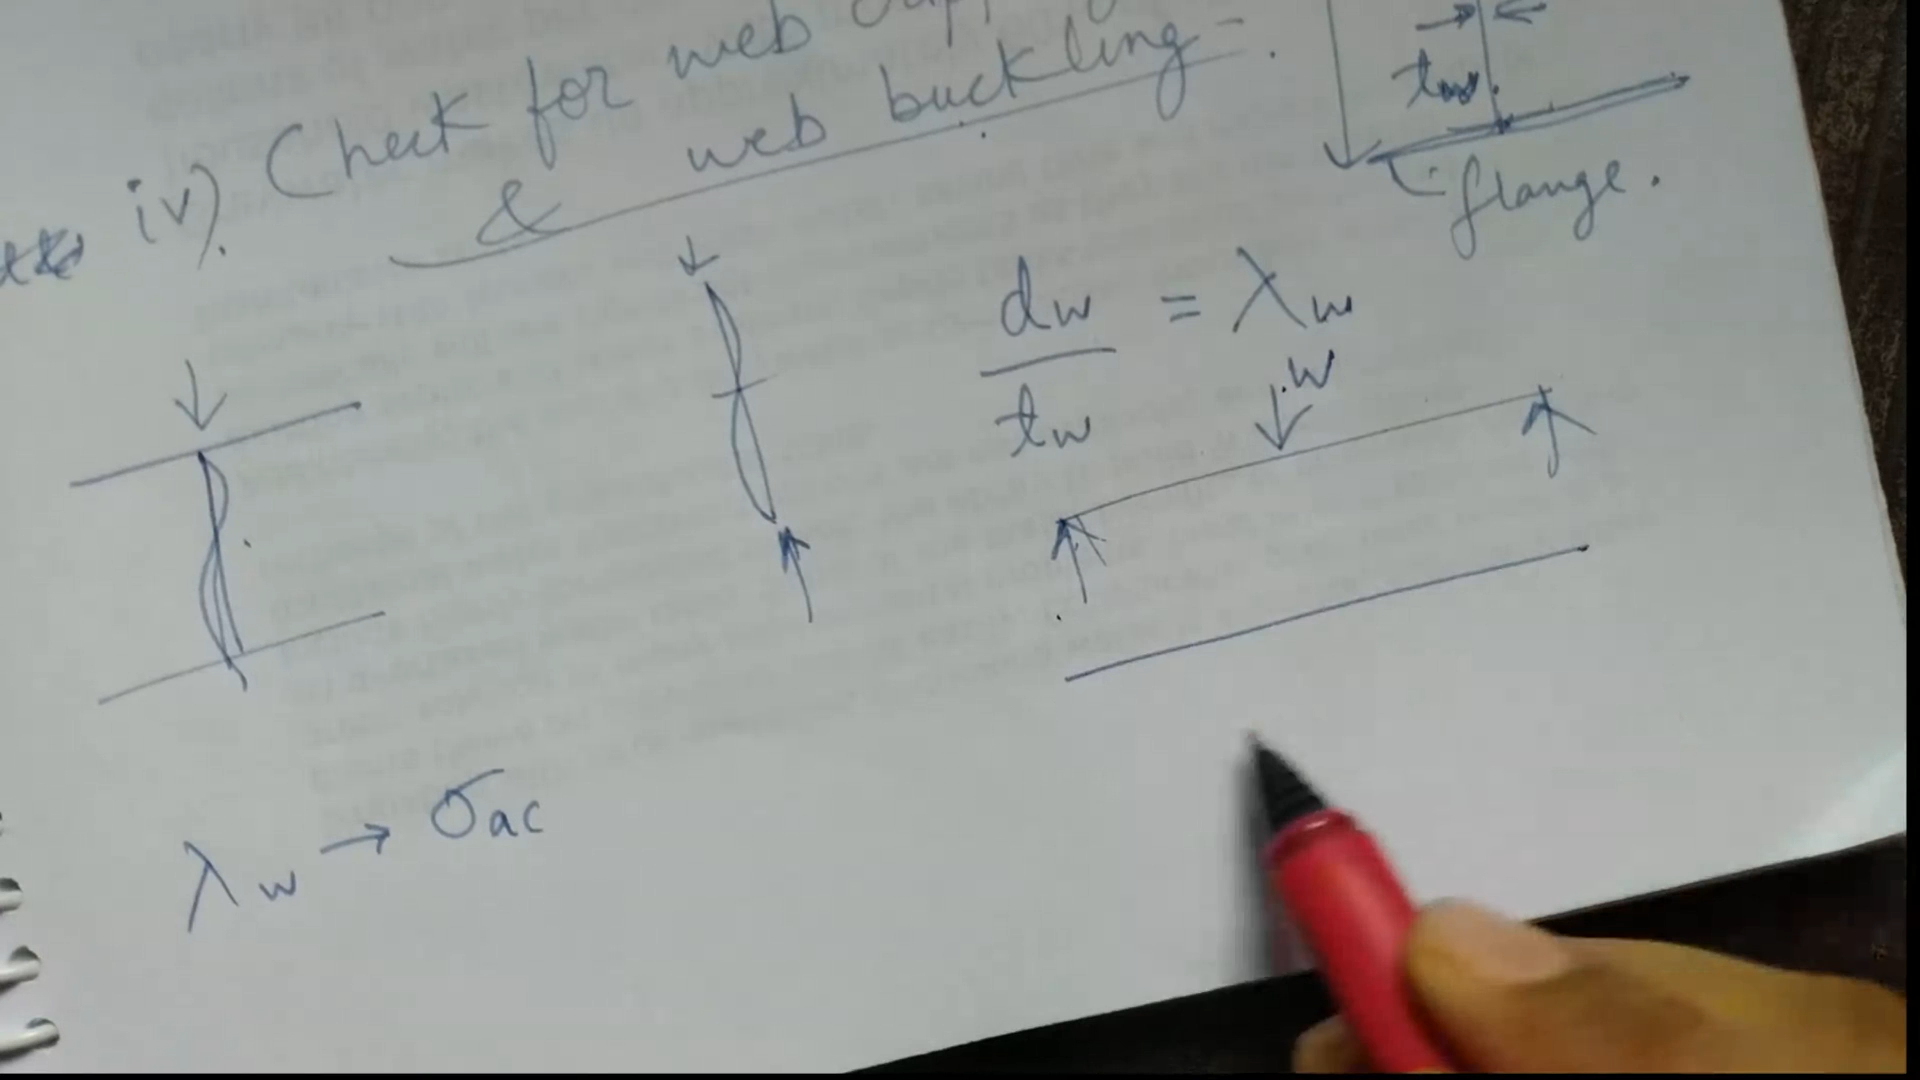 iv). Check for web
& web buckling -.
tw.
flange.
dw / tw = λw
W
λw → σac